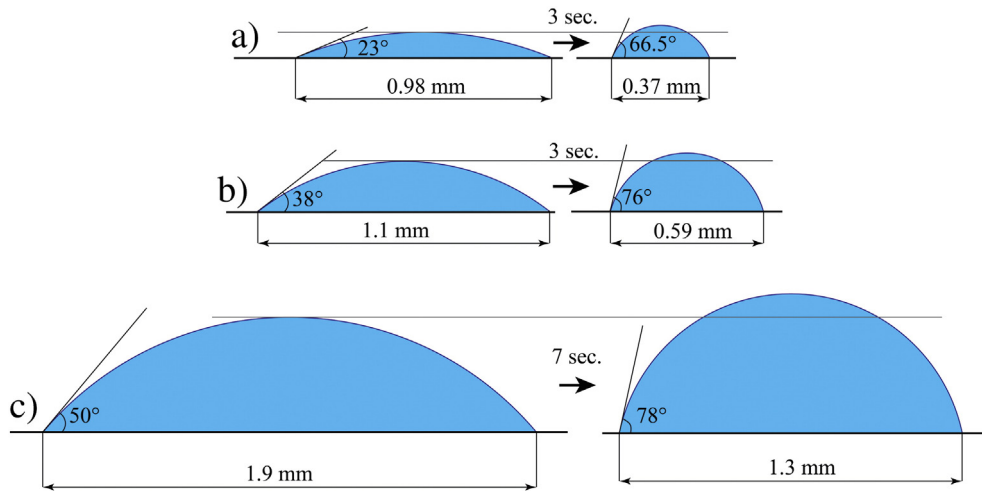 a)
23°
3 sec.
66.5°
0.98 mm
0.37 mm
b)
38°
3 sec.
76°
1.1 mm
0.59 mm
c)
50°
7 sec.
78°
1.9 mm
1.3 mm